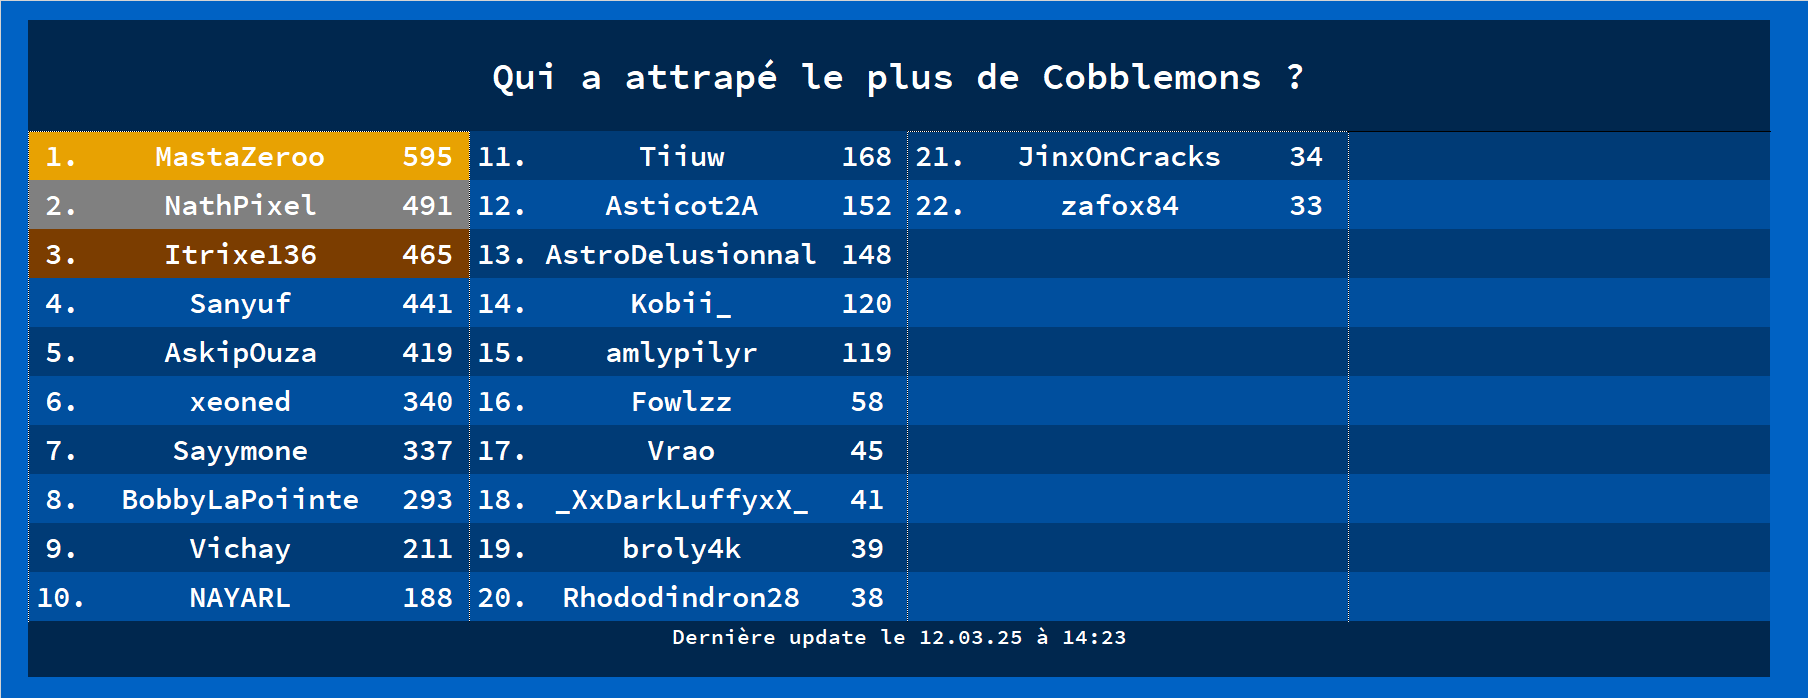 Qui a attrapé le plus de Cobblemons ?
1. MastaZeroo 595
2. NathPixel 491
3. Itrixe136 465
4. Sanyuf 441
5. AskipOuza 419
6. xeoned 340
7. Sayymone 337
8. BobbyLaPoiinte 293
9. Vichay 211
10. NAYARL 188
11. Tiiuw 168
12. Asticot2A 152
13. AstroDelusionnal 148
14. Kobii_ 120
15. amlypilyr 119
16. Fowlzz 58
17. Vrao 45
18. _XxDarkLuffyxX_ 41
19. broly4k 39
20. Rhododindron28 38
21. JinxOnCracks 34
22. zafox84 33
Dernière update le 12.03.25 à 14:23